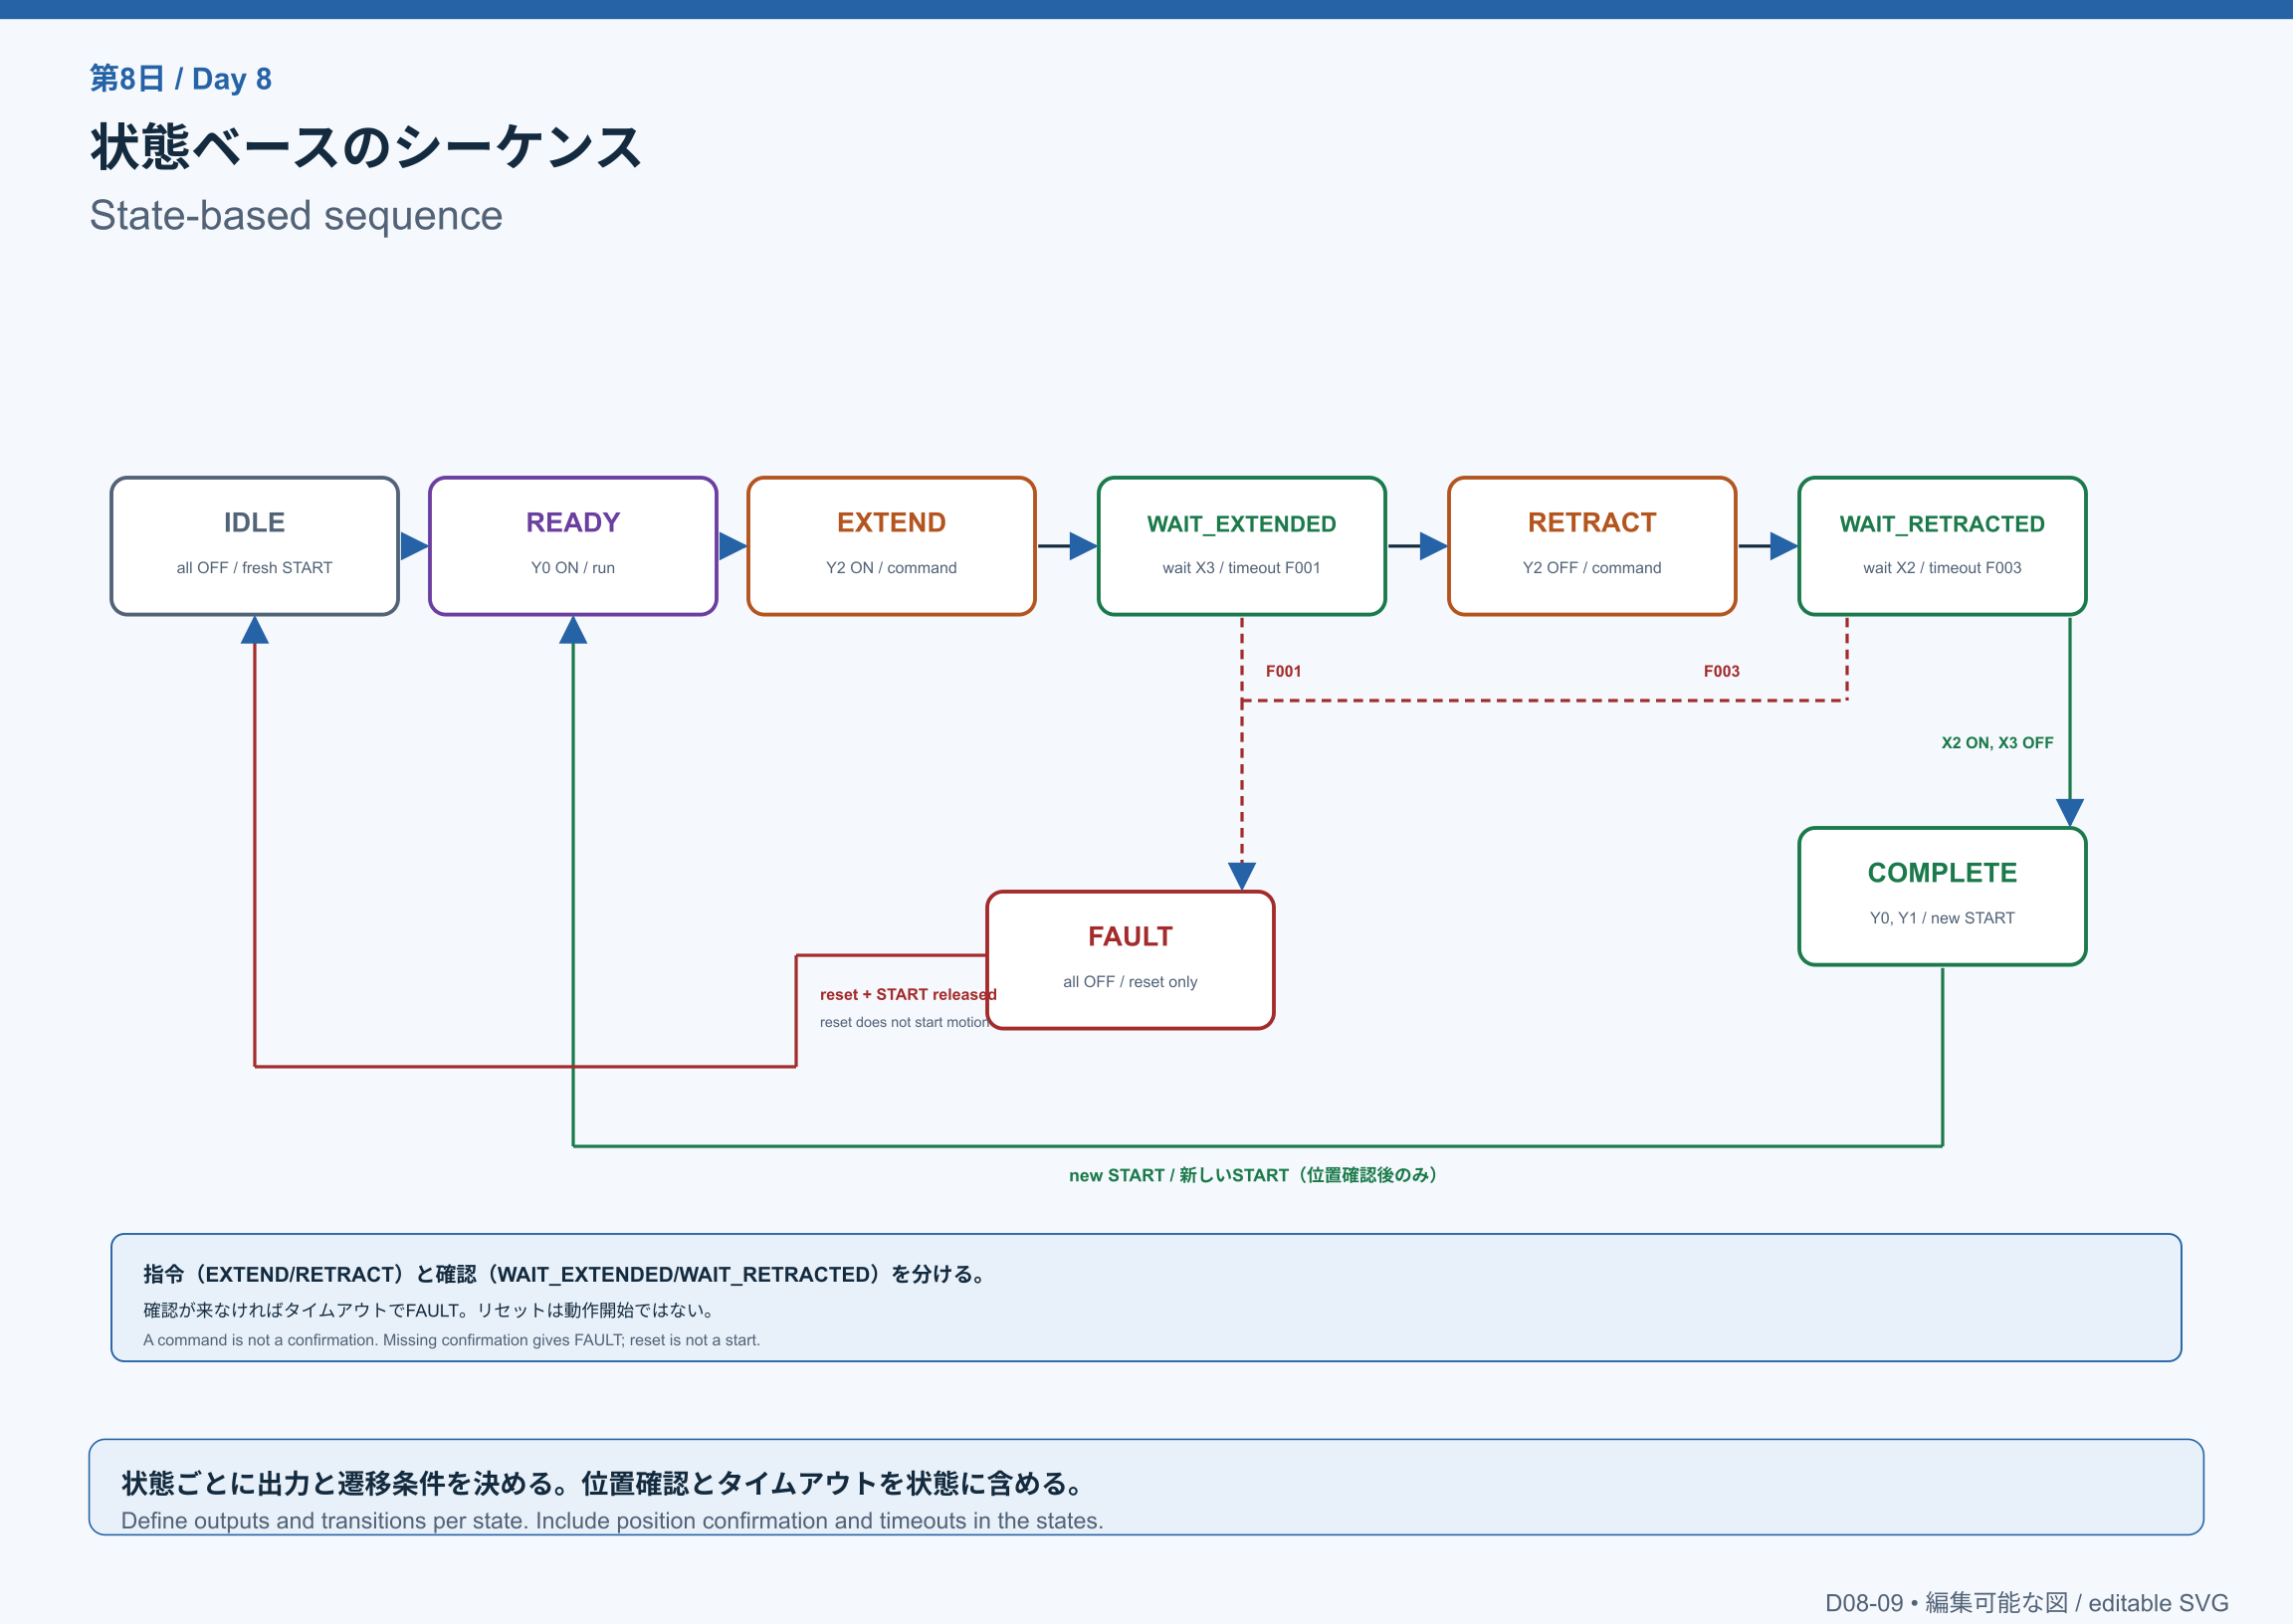 第8日 / Day 8
状態ベースのシーケンス
State-based sequence
IDLE
all OFF / fresh START
READY
Y0 ON / run
EXTEND
Y2 ON / command
WAIT_EXTENDED
wait X3 / timeout F001
RETRACT
Y2 OFF / command
WAIT_RETRACTED
wait X2 / timeout F003
F001
F003
X2 ON, X3 OFF
COMPLETE
Y0, Y1 / new START
FAULT
all OFF / reset only
reset + START released
reset does not start motion
new START / 新しいSTART（位置確認後のみ）
指令（EXTEND/RETRACT）と確認（WAIT_EXTENDED/WAIT_RETRACTED）を分ける。
確認が来なければタイムアウトでFAULT。リセットは動作開始ではない。
A command is not a confirmation. Missing confirmation gives FAULT; reset is not a start.
状態ごとに出力と遷移条件を決める。位置確認とタイムアウトを状態に含める。
Define outputs and transitions per state. Include position confirmation and timeouts in the states.
D08-09 • 編集可能な図 / editable SVG